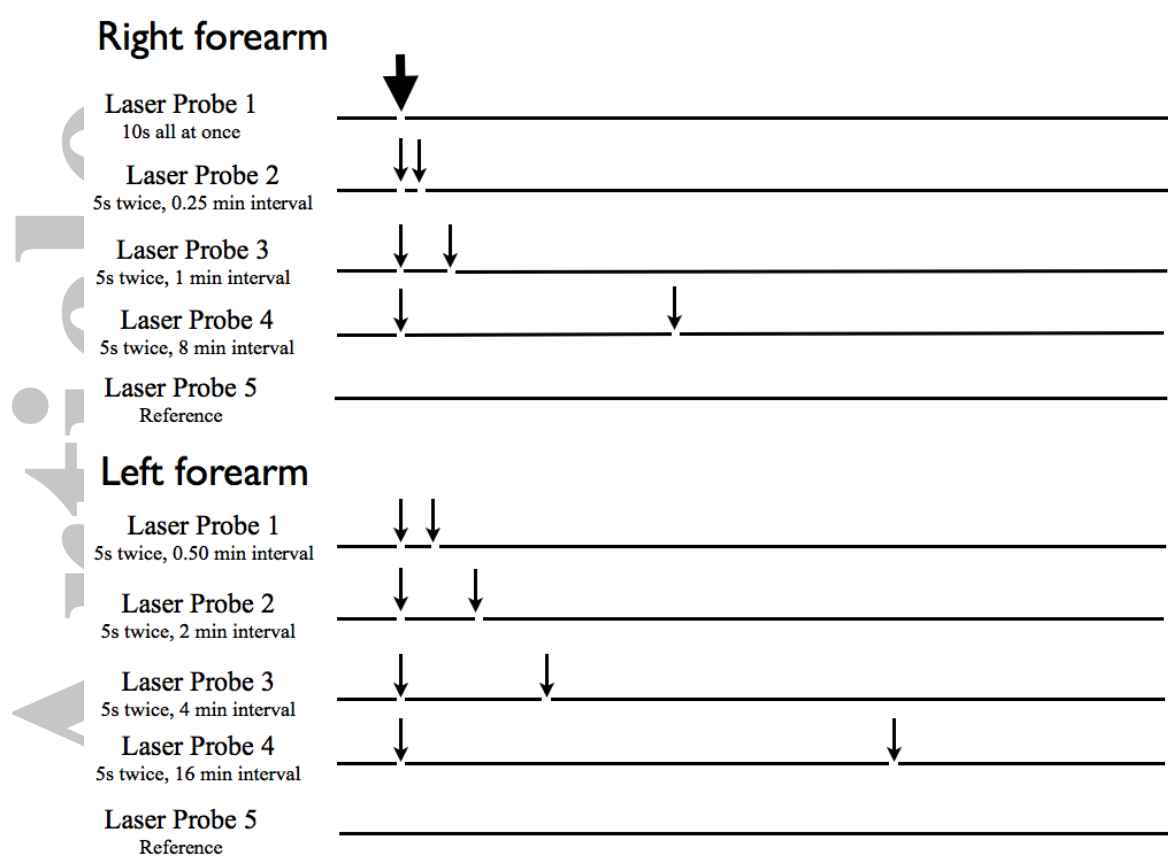 Right forearm
Laser Probe 1
10s all at once
Laser Probe 2
5s twice, 0.25 min interval
Laser Probe 3
5s twice, 1 min interval
Laser Probe 4
5s twice, 8 min interval
Laser Probe 5
Reference
Left forearm
Laser Probe 1
5s twice, 0.50 min interval
Laser Probe 2
5s twice, 2 min interval
Laser Probe 3
5s twice, 4 min interval
Laser Probe 4
5s twice, 16 min interval
Laser Probe 5
Reference